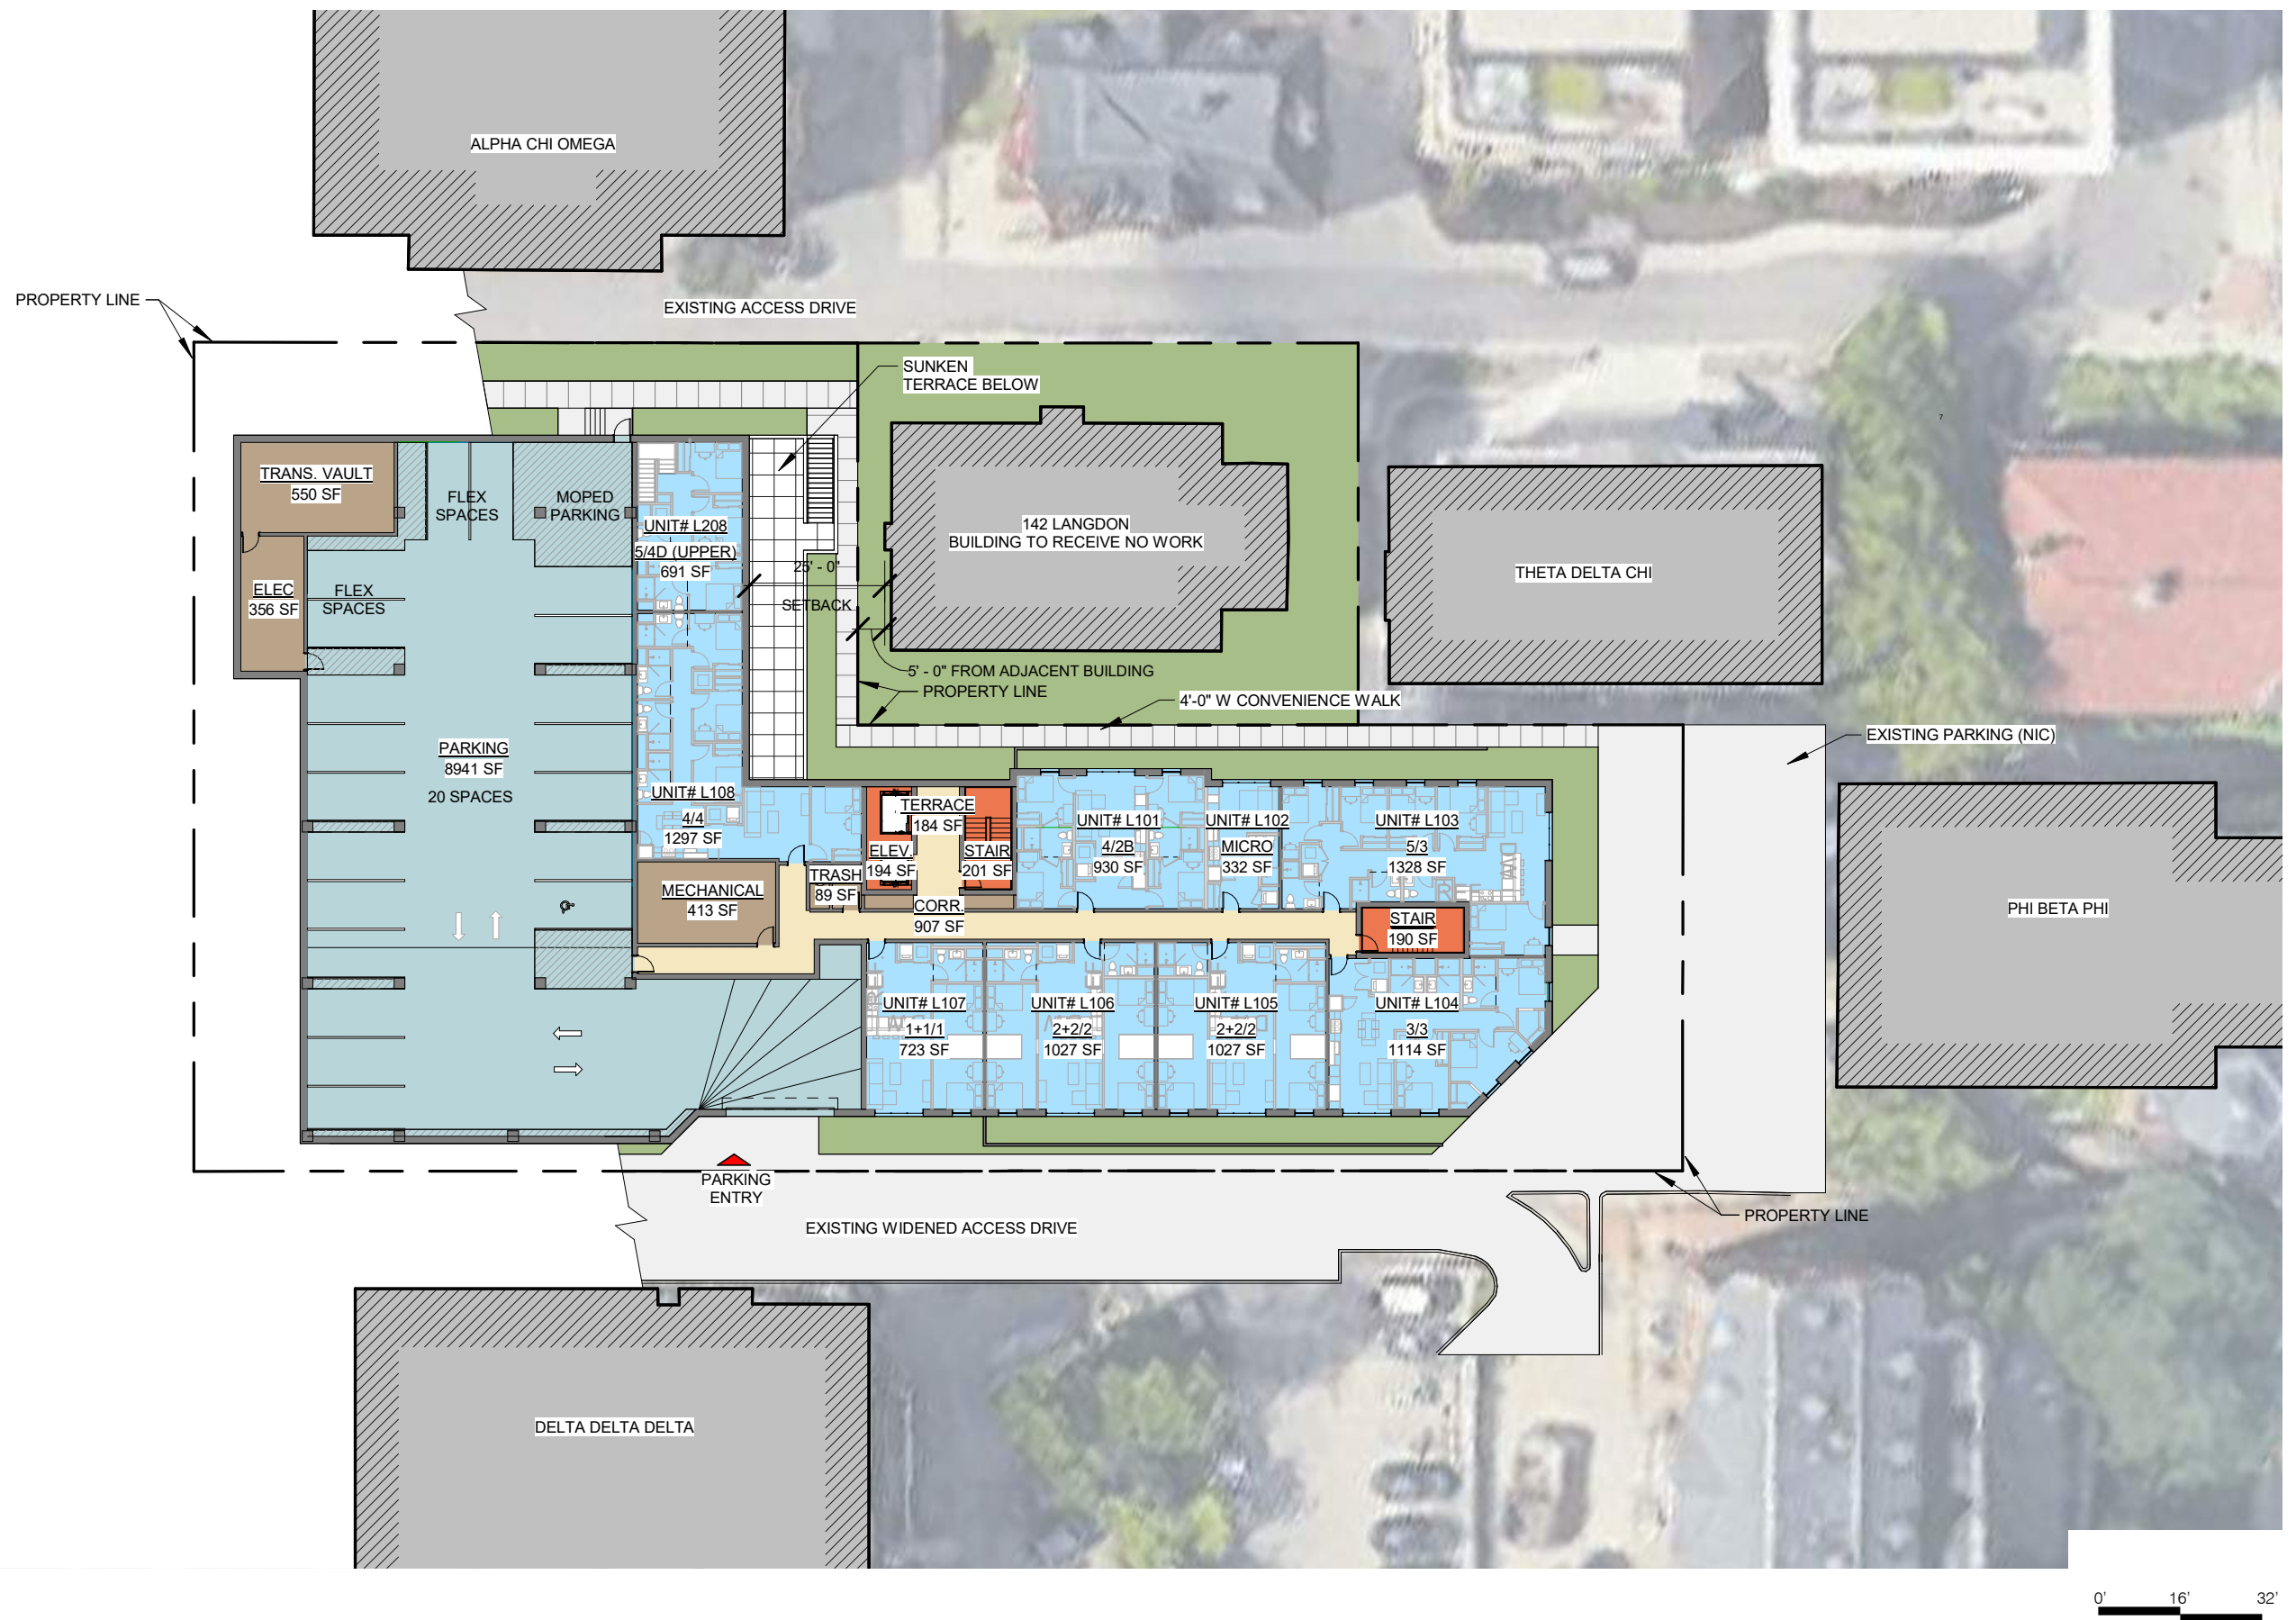 ALPHA CHI OMEGA
PROPERTY LINE
EXISTING ACCESS DRIVE
SUNKEN
TERRACE BELOW
7
TRANS. VAULT
550 SF
FLEX
SPACES
MOPED
PARKING
UNIT# L208
5/4D (UPPER)
691 SF
25' - 0"
SETBACK
142 LANGDON
BUILDING TO RECEIVE NO WORK
THETA DELTA CHI
ELEC
356 SF
FLEX
SPACES
5' - 0" FROM ADJACENT BUILDING
PROPERTY LINE
4'-0" W CONVENIENCE WALK
EXISTING PARKING (NIC)
PARKING
8941 SF
20 SPACES
UNIT# L108
4/4
1297 SF
TERRACE
184 SF
ELEV.
194 SF
STAIR
201 SF
UNIT# L101
4/2B
930 SF
UNIT# L102
MICRO
332 SF
UNIT# L103
5/3
1328 SF
TRASH
89 SF
MECHANICAL
413 SF
CORR.
907 SF
STAIR
190 SF
PHI BETA PHI
UNIT# L107
1+1/1
723 SF
UNIT# L106
2+2/2
1027 SF
UNIT# L105
2+2/2
1027 SF
UNIT# L104
3/3
1114 SF
PARKING
ENTRY
EXISTING WIDENED ACCESS DRIVE
PROPERTY LINE
DELTA DELTA DELTA
0' 16' 32'